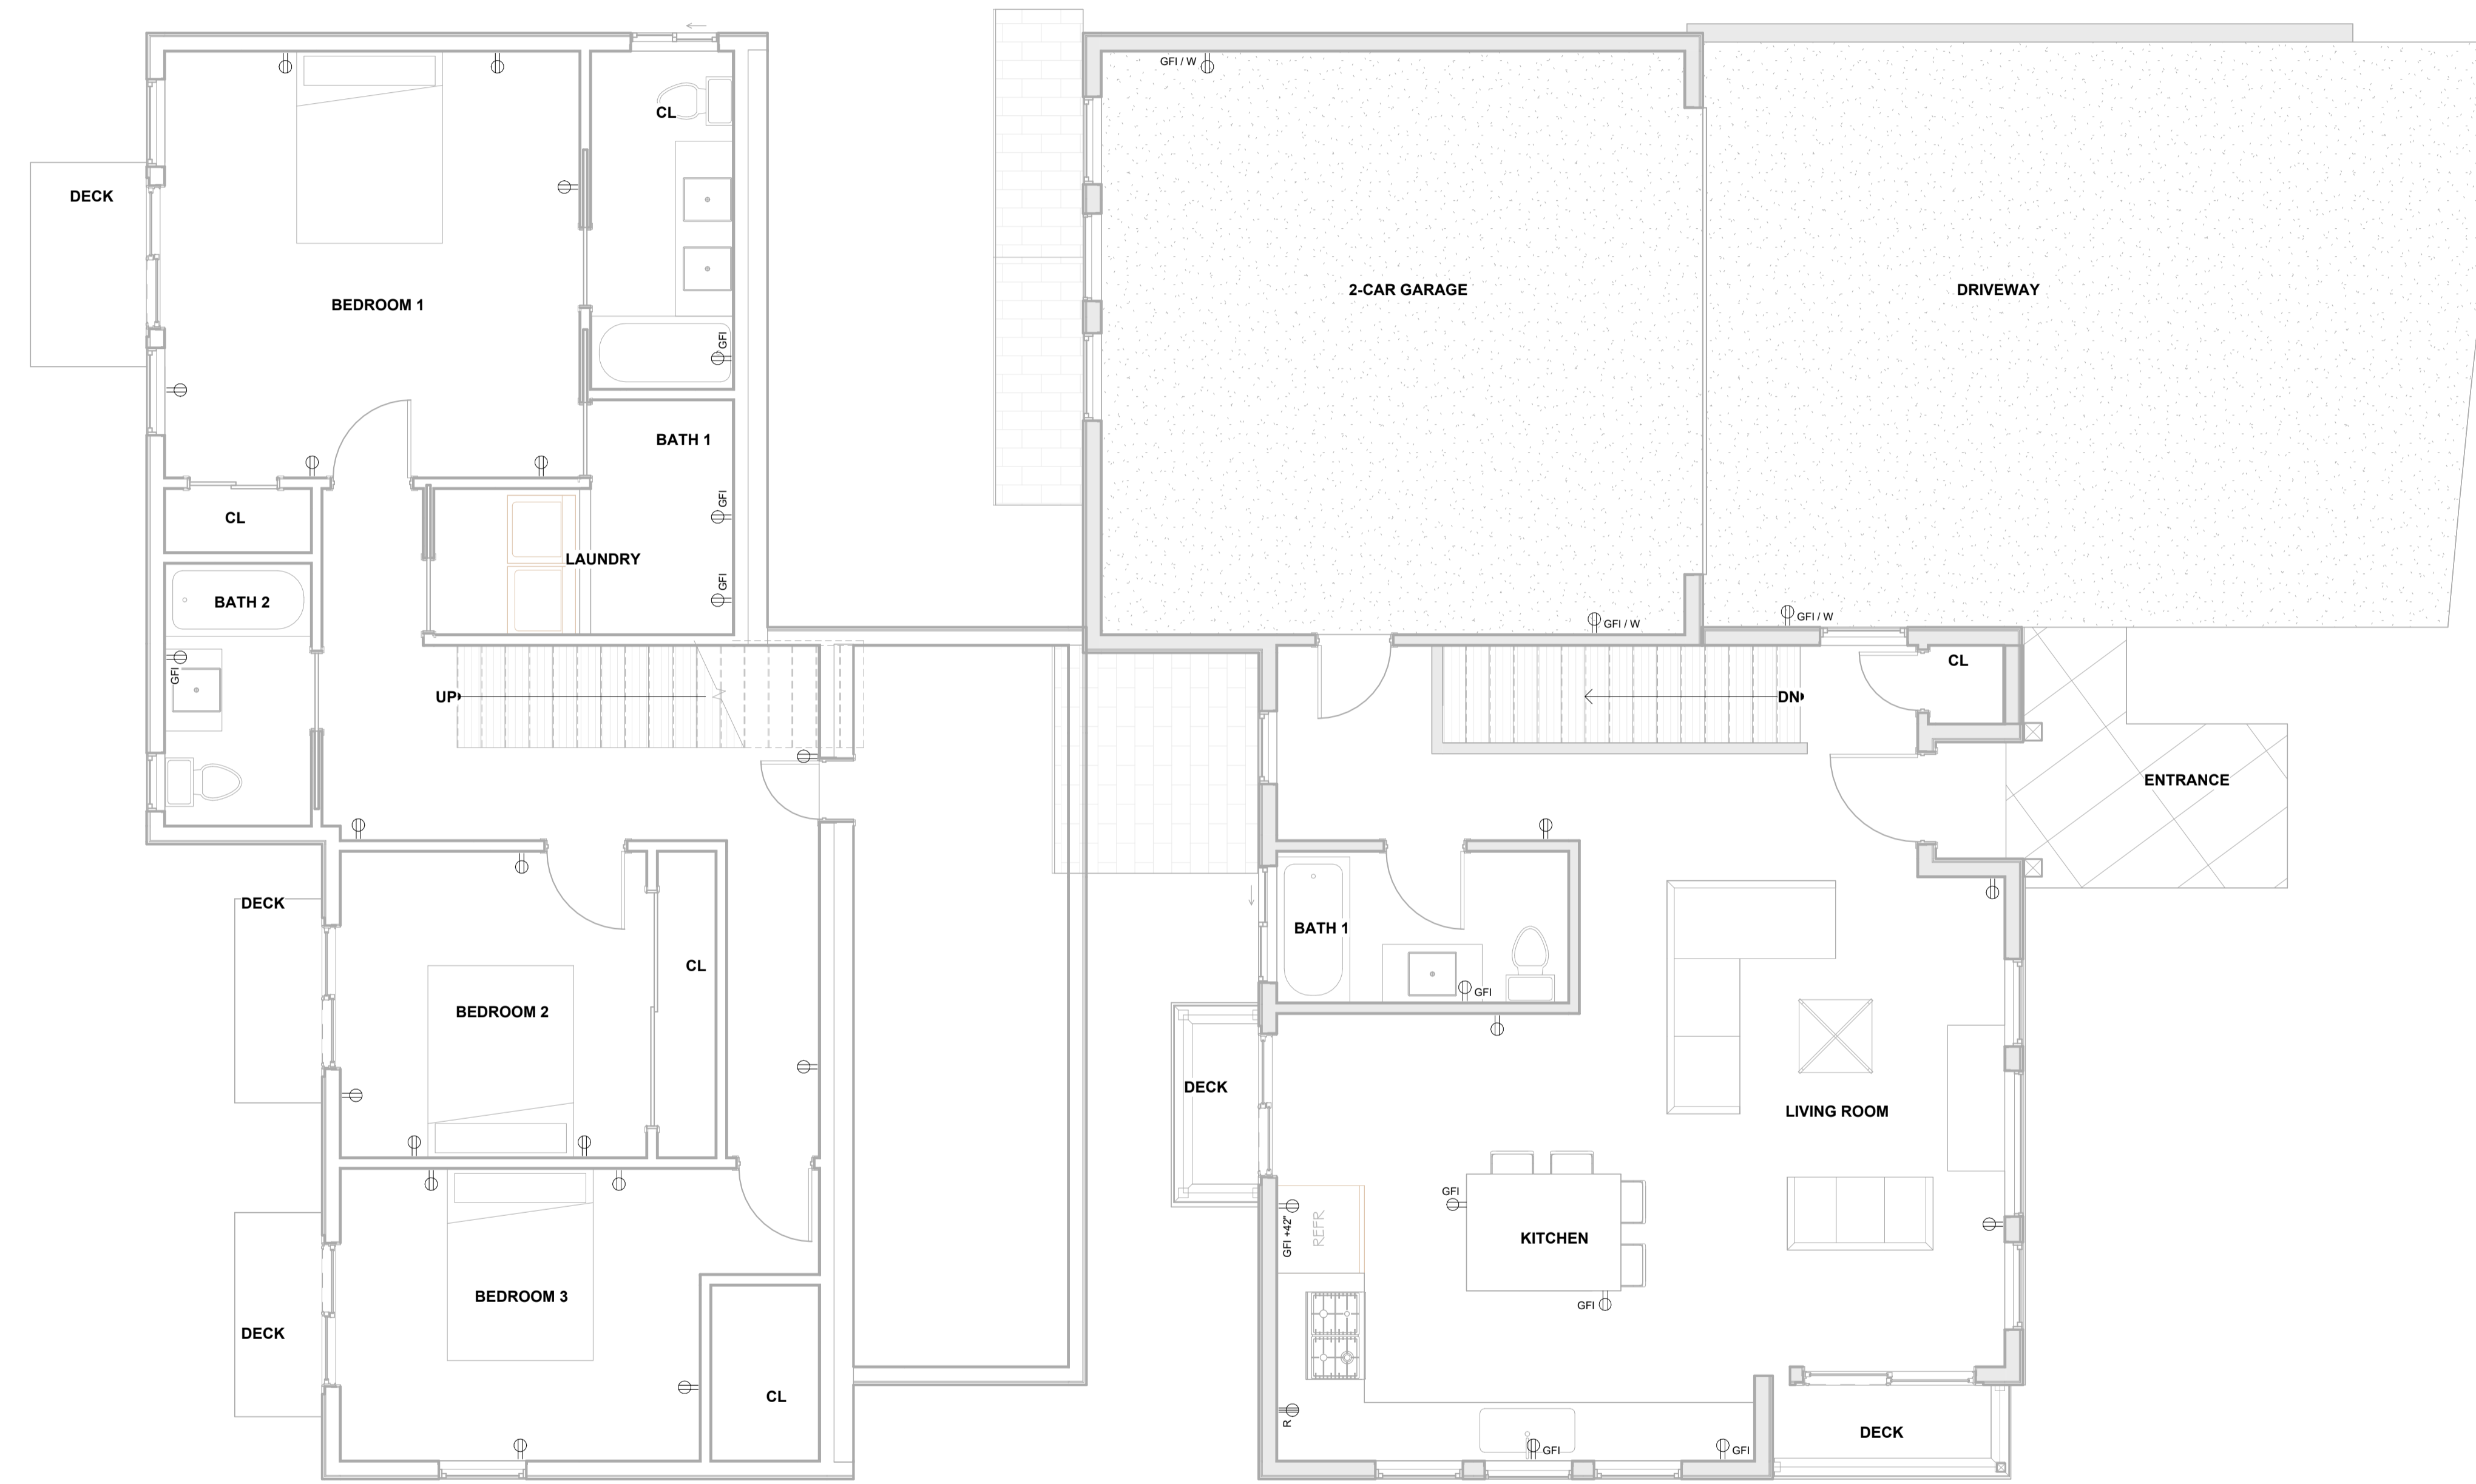 GFI / W
CL
DECK
2-CAR GARAGE
DRIVEWAY
BEDROOM 1
GFI
BATH 1
GFI
CL
LAUNDRY
GFI
BATH 2
GFI / W
GFI / W
GFI
CL
UP
DN
ENTRANCE
DECK
BATH 1
CL
GFI
BEDROOM 2
DECK
LIVING ROOM
GFI
GFI +42"
REFR
KITCHEN
BEDROOM 3
GFI
DECK
CL
R
DECK
GFI
GFI